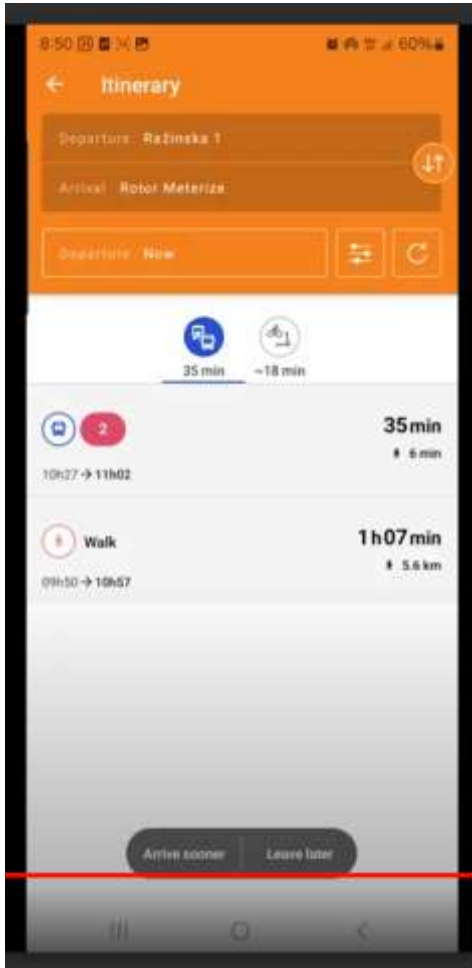 8:50
60%
Itinerary
Departure Ražinska 1
Arrival Rotor Meterize
Departure Now
35 min
~18 min
2
35min
6 min
10h27 → 11h02
Walk
1h07min
5.6 km
09h50 → 10h57
Arrive sooner
Leave later